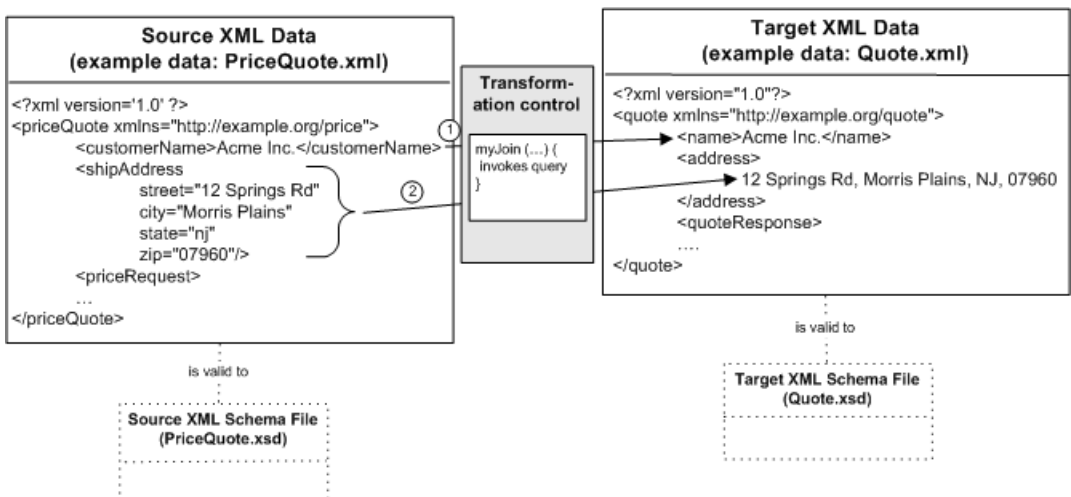 Source XML Data
(example data: PriceQuote.xml)
<?xml version='1.0' ?>
<priceQuote xmlns="http://example.org/price">
<customerName>Acme Inc.</customerName>
<shipAddress
street="12 Springs Rd"
city="Morris Plains"
state="nj"
zip="07960"/>
<priceRequest>
...
</priceQuote>
is valid to
Source XML Schema File
(PriceQuote.xsd)
1
2
Transform-
ation control
myJoin (...) {
invokes query
}
Target XML Data
(example data: Quote.xml)
<?xml version="1.0"?>
<quote xmlns="http://example.org/quote">
<name>Acme Inc.</name>
<address>
12 Springs Rd, Morris Plains, NJ, 07960
</address>
<quoteResponse>
....
</quote>
is valid to
Target XML Schema File
(Quote.xsd)